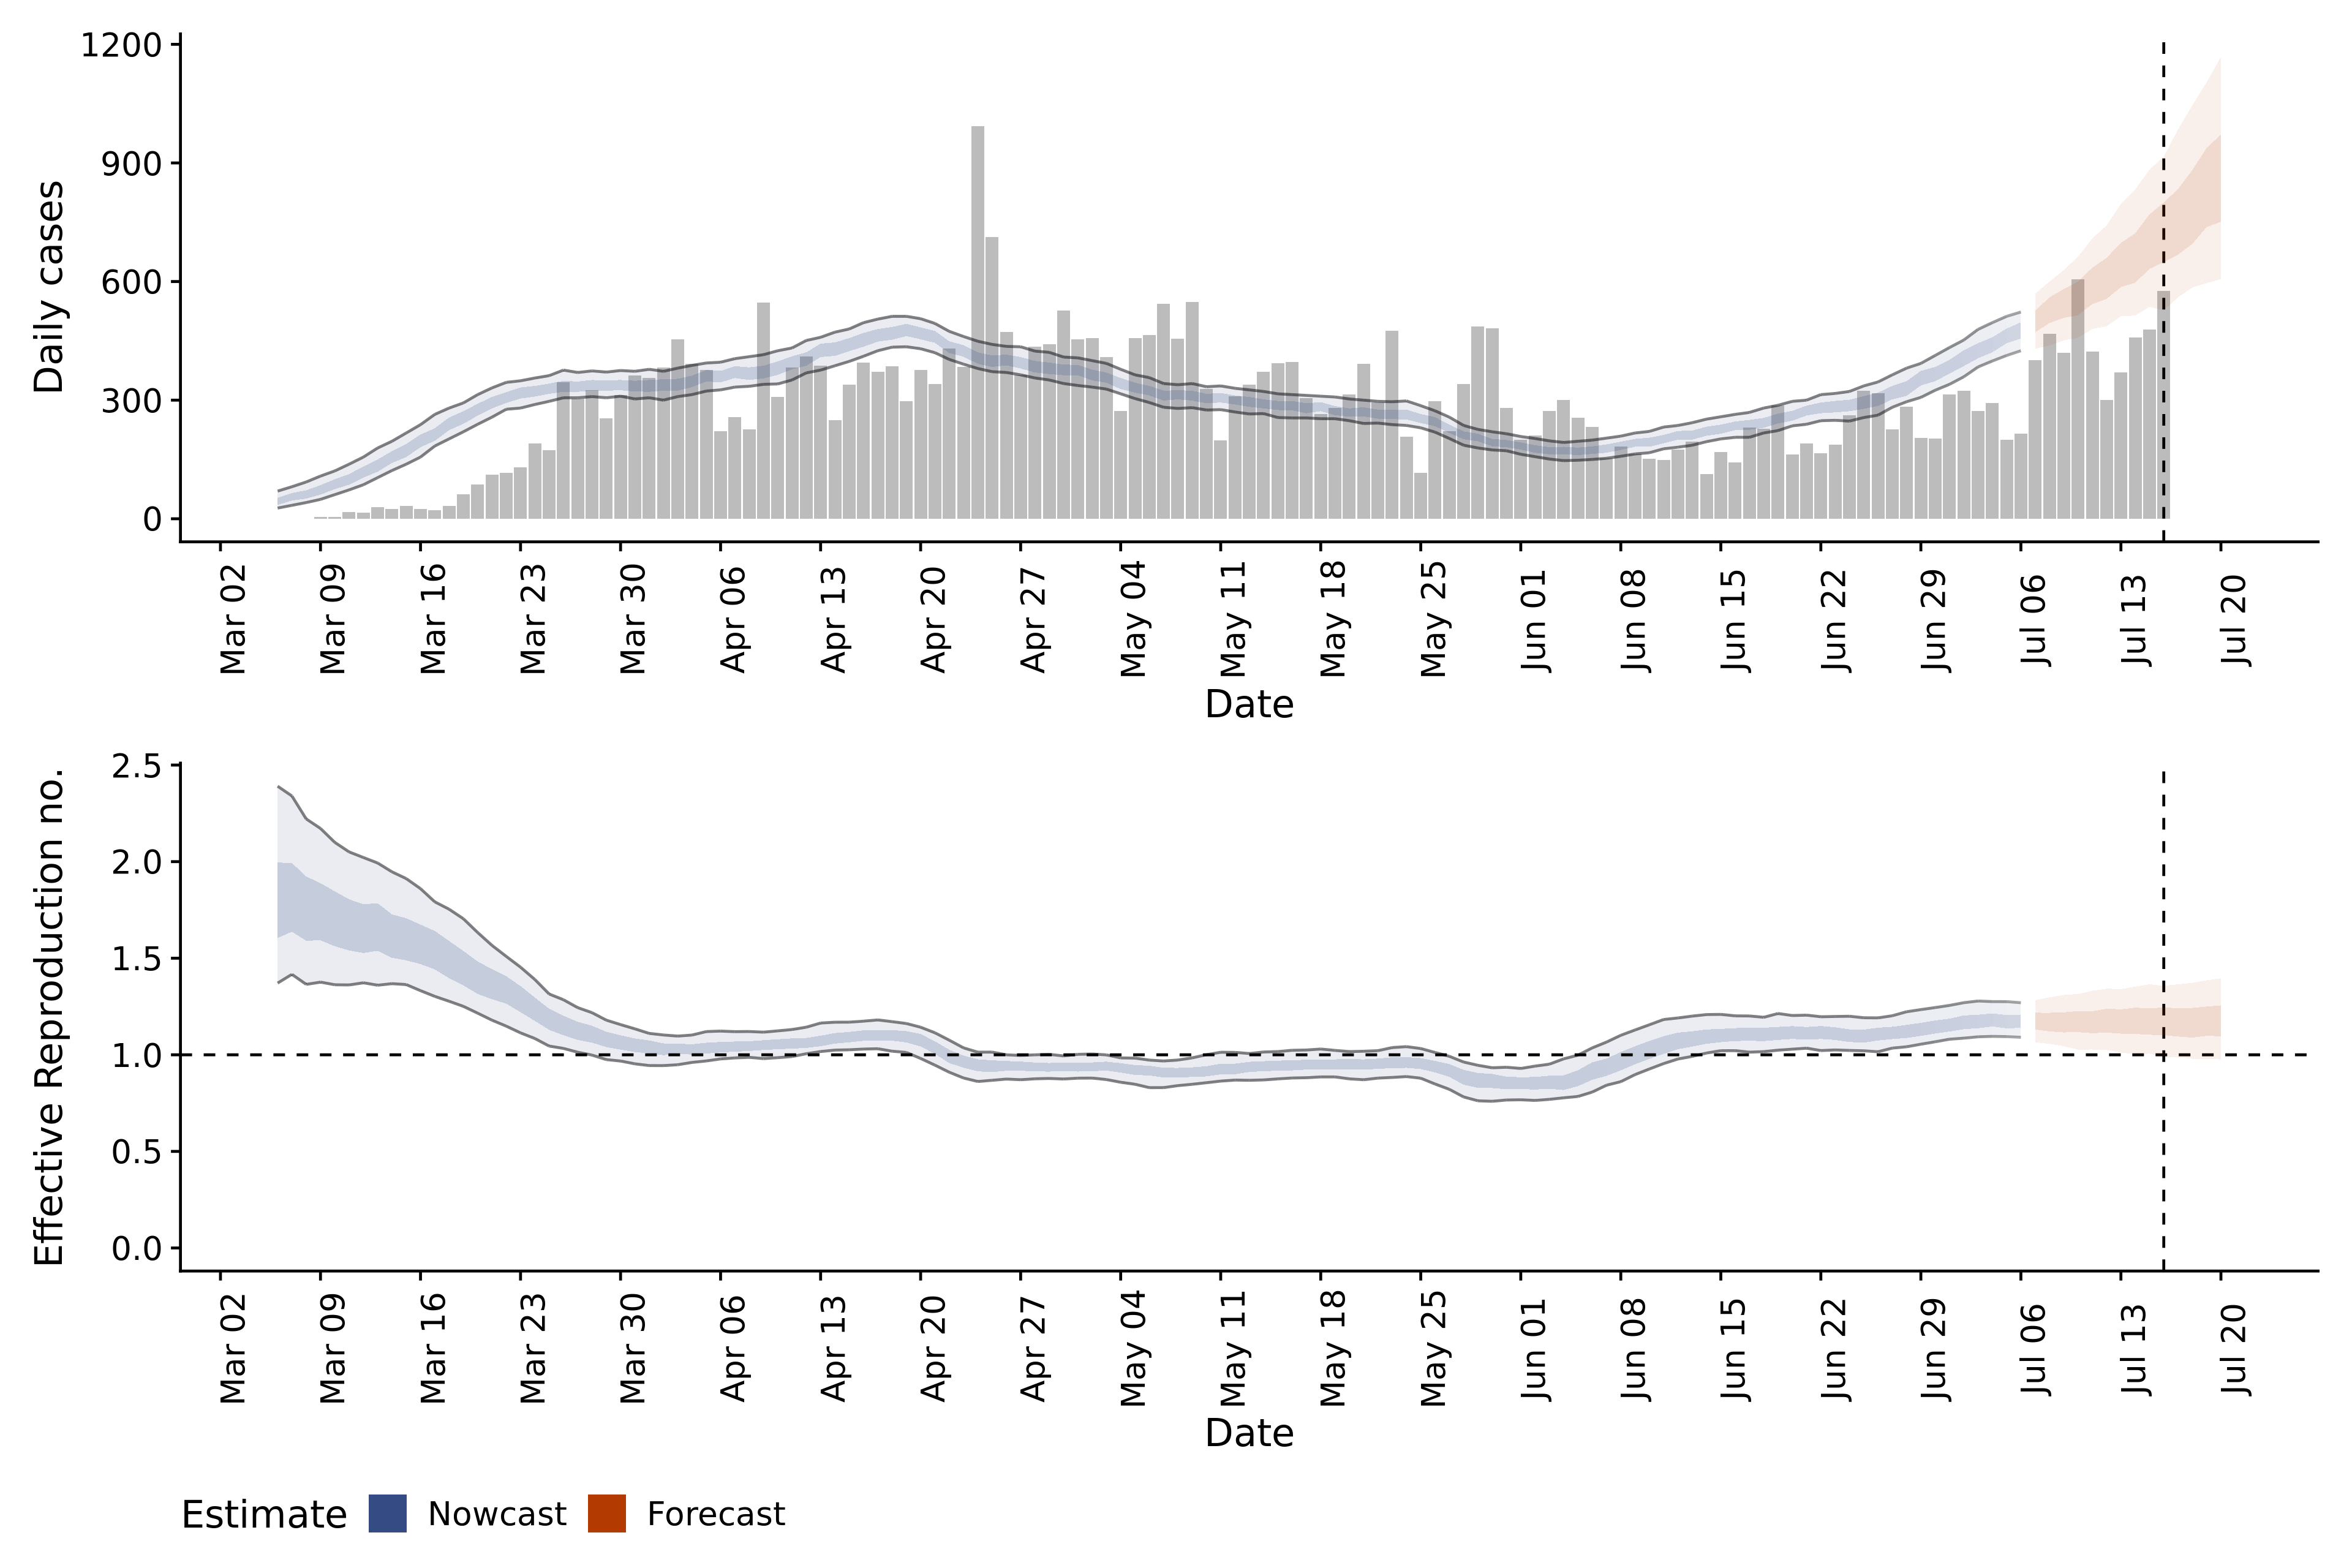 Daily cases
1200
900
600
300
0
Mar 02 Mar 09 Mar 16 Mar 23 Mar 30 Apr 06 Apr 13 Apr 20 Apr 27 May 04 May 11 May 18 May 25 Jun 01 Jun 08 Jun 15 Jun 22 Jun 29 Jul 06 Jul 13 Jul 20
Date
Effective Reproduction no.
2.5
2.0
1.5
1.0
0.5
0.0
Mar 02 Mar 09 Mar 16 Mar 23 Mar 30 Apr 06 Apr 13 Apr 20 Apr 27 May 04 May 11 May 18 May 25 Jun 01 Jun 08 Jun 15 Jun 22 Jun 29 Jul 06 Jul 13 Jul 20
Date
Estimate Nowcast Forecast